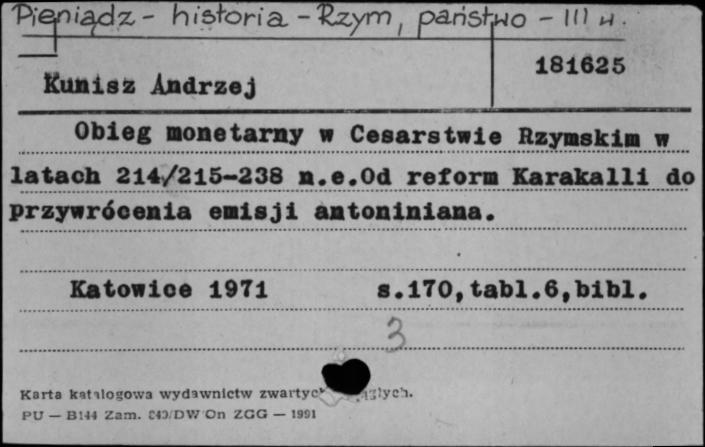 Pieniądz - historia - Rzym, państwo - III w.
181625
Kunisz Andrzej
Obieg monetarny w Cesarstwie Rzymskim w
latach 214/215-238 n.e.Od reform Karakalli do
przywrócenia emisji antoniniana.
Katowice 1971 s.170,tabl.6,bibl.
3
Karta katalogowa wydawnictw zwartych
PU — B144 Zam. 840/DW/On ZGG — 1991